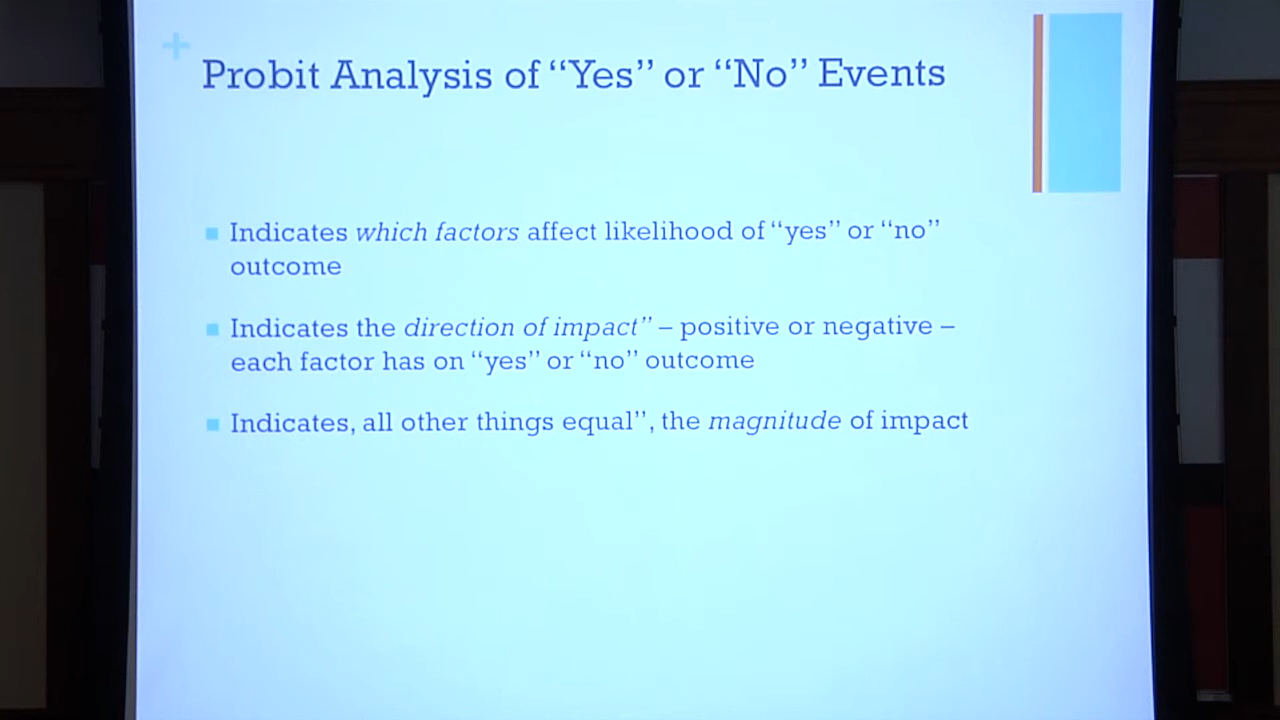 +
Probit Analysis of “Yes” or “No” Events
Indicates which factors affect likelihood of “yes” or “no”
outcome
Indicates the direction of impact” – positive or negative –
each factor has on “yes” or “no” outcome
Indicates, all other things equal”, the magnitude of impact